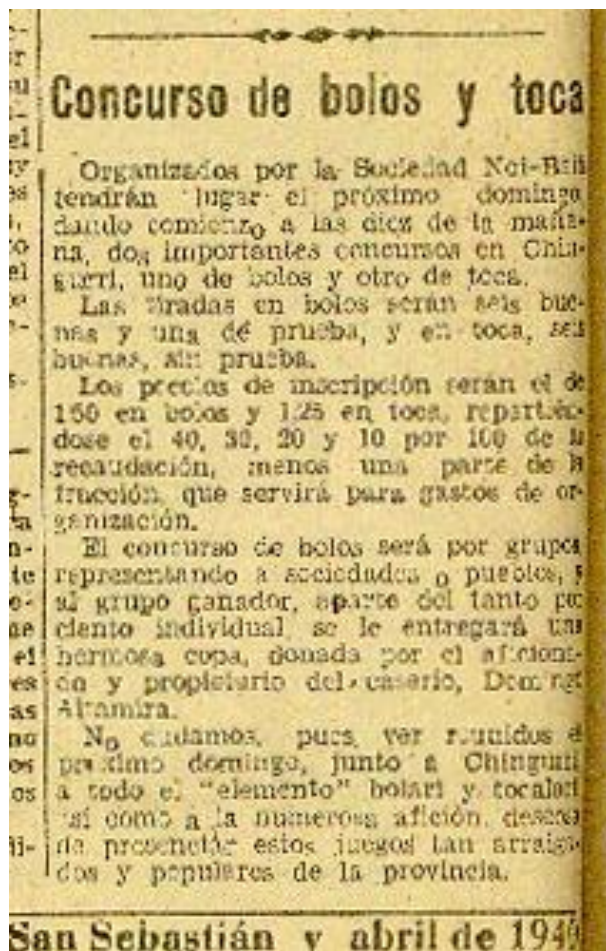 Concurso de bolos y toca
Organizados por la Sociedad Noi-Bait
tendrán lugar el próximo domingo,
dando comienzo a las diez de la maña-
na, dos importantes concursos en Chin-
gurri, uno de bolos y otro de toca.
Las tiradas en bolos serán seis bue-
nas y una de prueba, y en toca, seis
buenas, sin prueba.
Los precios de inscripción serán el de
1'50 en bolos y 1,25 en toca, repartién-
dose el 40, 30, 20 y 10 por 100 de la
recaudación, menos una parte de la
fracción, que servirá para gastos de or-
ganización.
El concurso de bolos será por grupos
representando a sociedades o pueblos, y
al grupo ganador, aparte del tanto por
ciento individual, se le entregará una
hermosa copa, donada por el aficiona-
do y propietario del caserío, Domingo
Altamira.
No dudamos, pues, ver reunidos el
próximo domingo, junto a Chingurri,
a todo el "elemento" bolari y tocalari
así como a la numerosa afición, deseosa
de presenciar estos juegos tan arraiga-
dos y populares de la provincia.
San Sebastián y abril de 1940